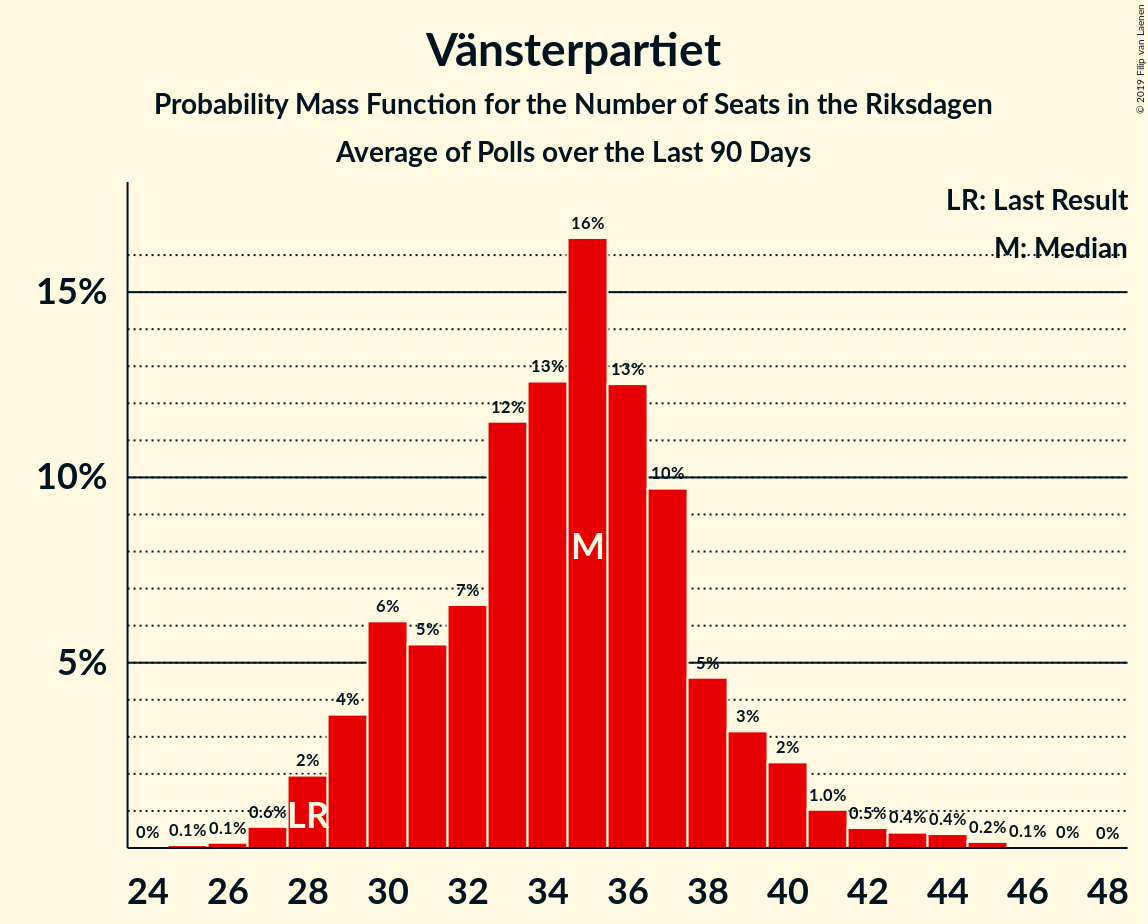 Vänsterpartiet
Probability Mass Function for the Number of Seats in the Riksdagen
Average of Polls over the Last 90 Days
© 2019 Filip van Laenen
LR: Last Result
M: Median
15%
10%
5%
0% 0.1% 0.1% 0.6% 2% 4% 6% 5% 7% 12% 13% 16% 13% 10% 5% 3% 2% 1.0% 0.5% 0.4% 0.4% 0.2% 0.1% 0% 0%
M
LR
24 26 28 30 32 34 36 38 40 42 44 46 48